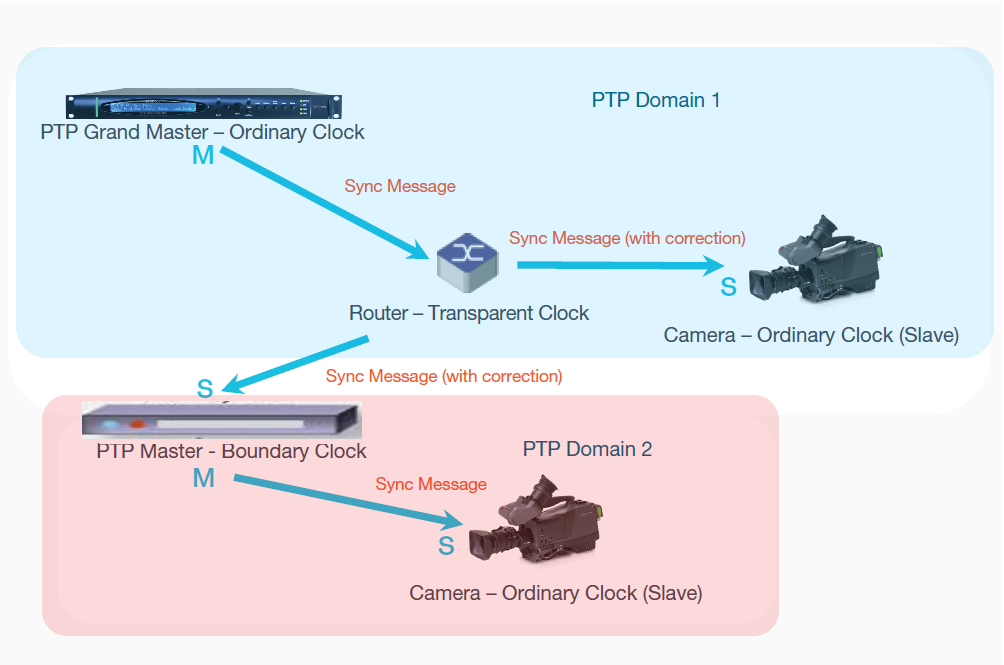 PTP Domain 1
PTP Grand Master – Ordinary Clock
M
Sync Message
Sync Message (with correction)
S
Router – Transparent Clock
Camera – Ordinary Clock (Slave)
Sync Message (with correction)
S
PTP Master - Boundary Clock
PTP Domain 2
M
Sync Message
S
Camera – Ordinary Clock (Slave)